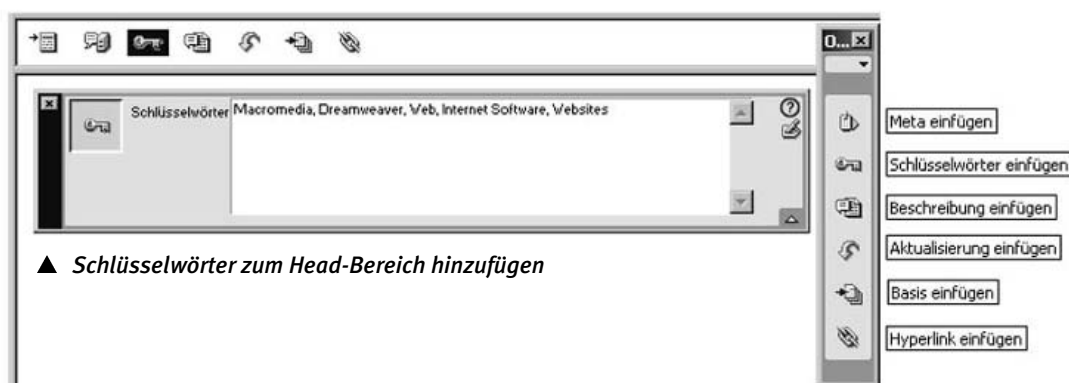 O...
Schlüsselwörter Macromedia, Dreamweaver, Web, Internet Software, Websites
▲ Schlüsselwörter zum Head-Bereich hinzufügen
Meta einfügen
Schlüsselwörter einfügen
Beschreibung einfügen
Aktualisierung einfügen
Basis einfügen
Hyperlink einfügen